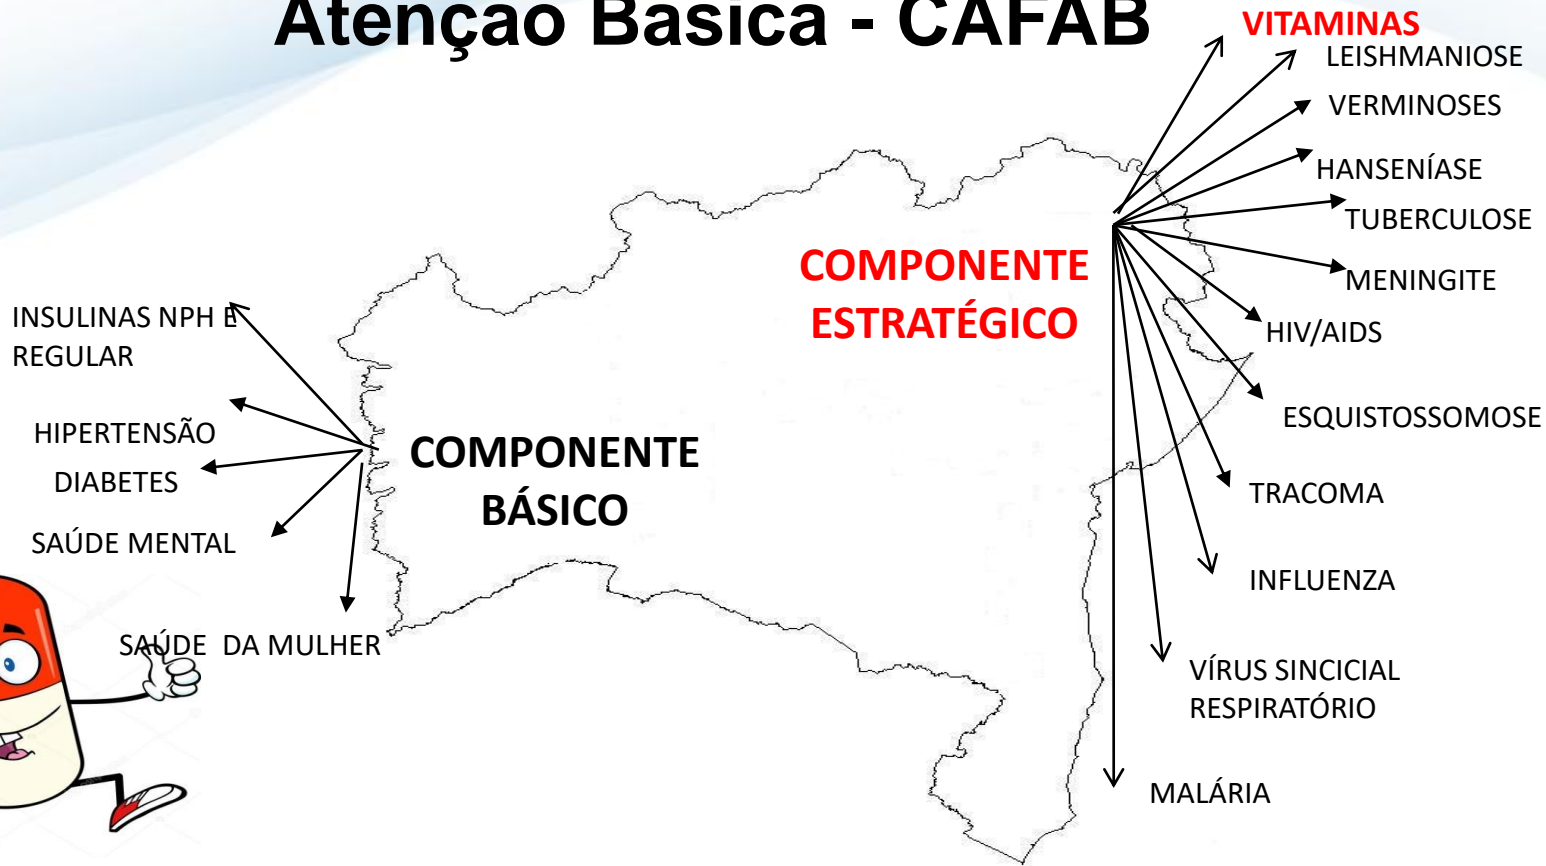 Atenção Básica - CAFAB
VITAMINAS
LEISHMANIOSE
VERMINOSES
HANSENÍASE
TUBERCULOSE
MENINGITE
HIV/AIDS
ESQUISTOSSOMOSE
TRACOMA
INFLUENZA
VÍRUS SINCICIAL
RESPIRATÓRIO
MALÁRIA
COMPONENTE
ESTRATÉGICO
COMPONENTE
BÁSICO
INSULINAS NPH E
REGULAR
HIPERTENSÃO
DIABETES
SAÚDE MENTAL
SAÚDE DA MULHER